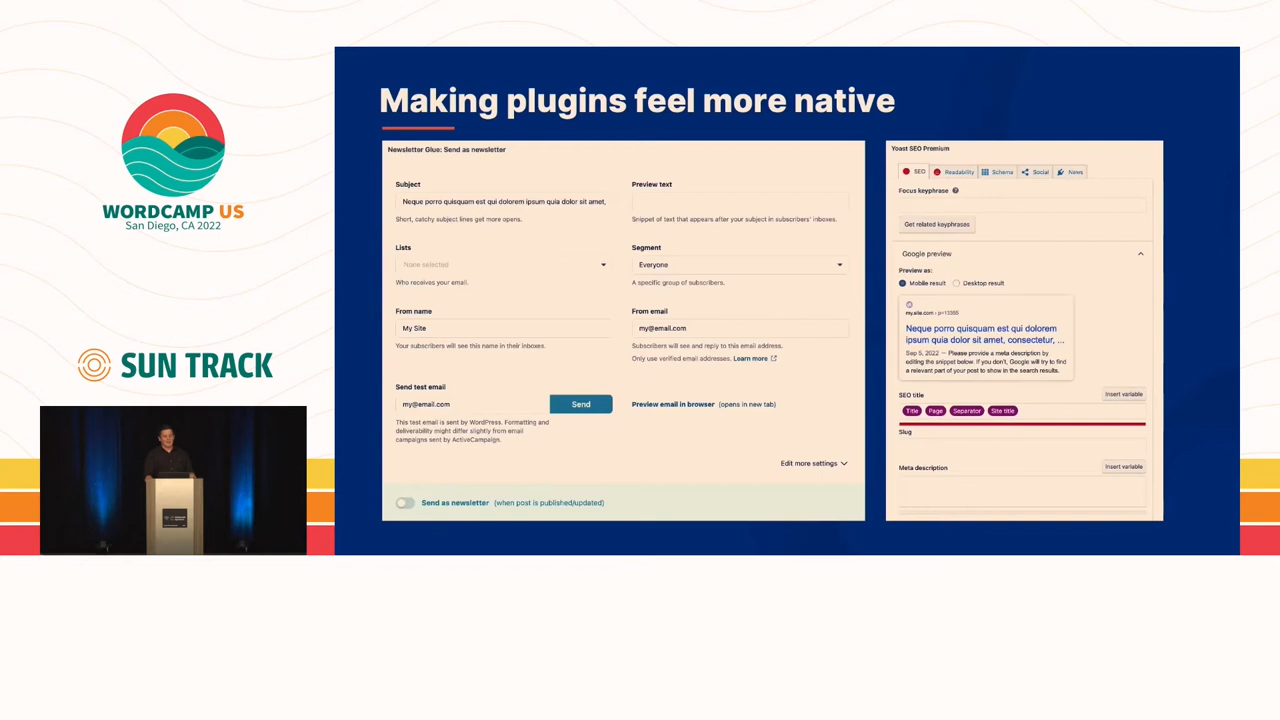 WORDCAMP US
San Diego, CA 2022
SUN TRACK
Making plugins feel more native
Newsletter Glue: Send as newsletter
Subject
Neque porro quisquam est qui dolorem ipsum quia dolor sit amet,
Short, catchy subject lines get more opens.
Preview text
Snippet of text that appears after your subject in subscribers' inboxes.
Lists
None selected
Who receives your email.
Segment
Everyone
A specific group of subscribers.
From name
My Site
Your subscribers will see this name in their inboxes.
From email
my@email.com
Subscribers will see and reply to this email address.
Only use verified email addresses. Learn more
Send test email
my@email.com
Send
This test email is sent by WordPress. Formatting and
deliverability might differ slightly from email
campaigns sent by ActiveCampaign.
Preview email in browser (opens in new tab)
Edit more settings
Send as newsletter (when post is published/updated)
Yoast SEO Premium
SEO Readability Schema Social News
Focus keyphrase
Get related keyphrases
Google preview
Preview as:
Mobile result Desktop result
my.site.com › p=13355
Neque porro quisquam est qui dolorem
ipsum quia dolor sit amet, consectetur, ...
Sep 5, 2022 — Please provide a meta description by
editing the snippet below. If you don't, Google will try to find
a relevant part of your post to show in the search results.
SEO title
Insert variable
Title Page Separator Site title
Slug
Meta description
Insert variable